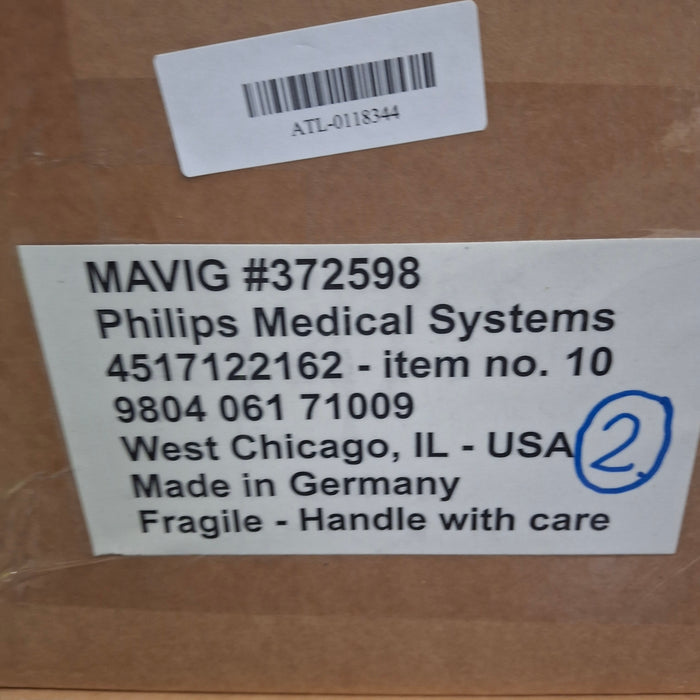 ATL-0118344
MAVIG #372598
Philips Medical Systems
4517122162 - item no. 10
9804 061 71009
West Chicago, IL - USA
2
Made in Germany
Fragile - Handle with care